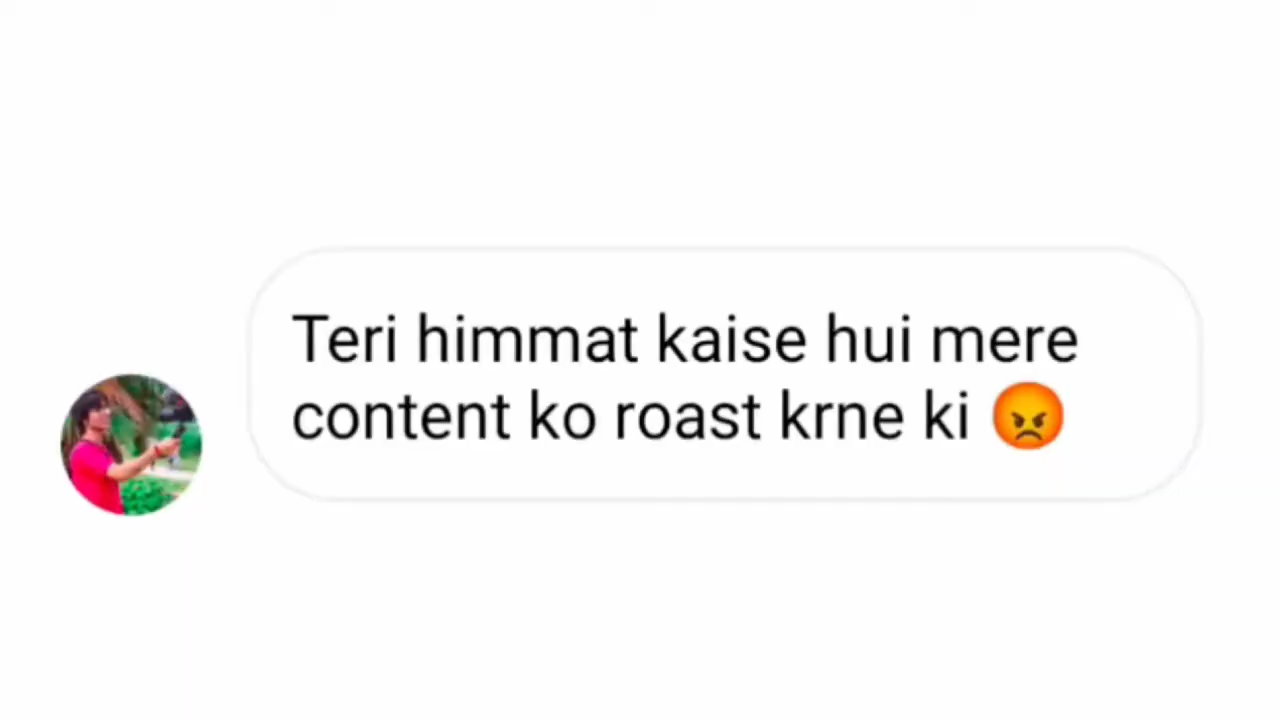 Teri himmat kaise hui mere
content ko roast krne ki 😡